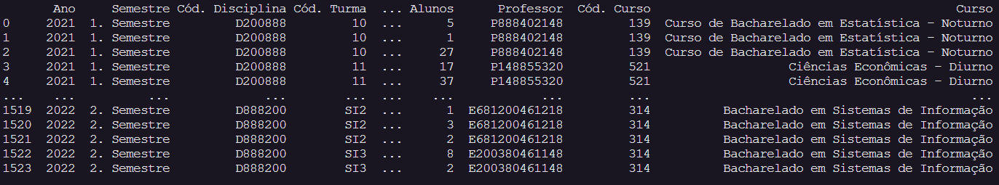 Ano Semestre Cód. Disciplina Cód. Turma ... Alunos Professor Cód. Curso Curso
0 2021 1. Semestre D200888 10 ... 5 P888402148 139 Curso de Bacharelado em Estatística – Noturno
1 2021 1. Semestre D200888 10 ... 1 P888402148 139 Curso de Bacharelado em Estatística – Noturno
2 2021 1. Semestre D200888 10 ... 27 P888402148 139 Curso de Bacharelado em Estatística – Noturno
3 2021 1. Semestre D200888 11 ... 17 P148855320 521 Ciências Econômicas – Diurno
4 2021 1. Semestre D200888 11 ... 37 P148855320 521 Ciências Econômicas – Diurno
... ... ... ... ... ... ... ... ... ...
1519 2022 2. Semestre D888200 SI2 ... 1 E681200461218 314 Bacharelado em Sistemas de Informação
1520 2022 2. Semestre D888200 SI2 ... 3 E681200461218 314 Bacharelado em Sistemas de Informação
1521 2022 2. Semestre D888200 SI2 ... 2 E681200461218 314 Bacharelado em Sistemas de Informação
1522 2022 2. Semestre D888200 SI3 ... 8 E200380461148 314 Bacharelado em Sistemas de Informação
1523 2022 2. Semestre D888200 SI3 ... 2 E200380461148 314 Bacharelado em Sistemas de Informação